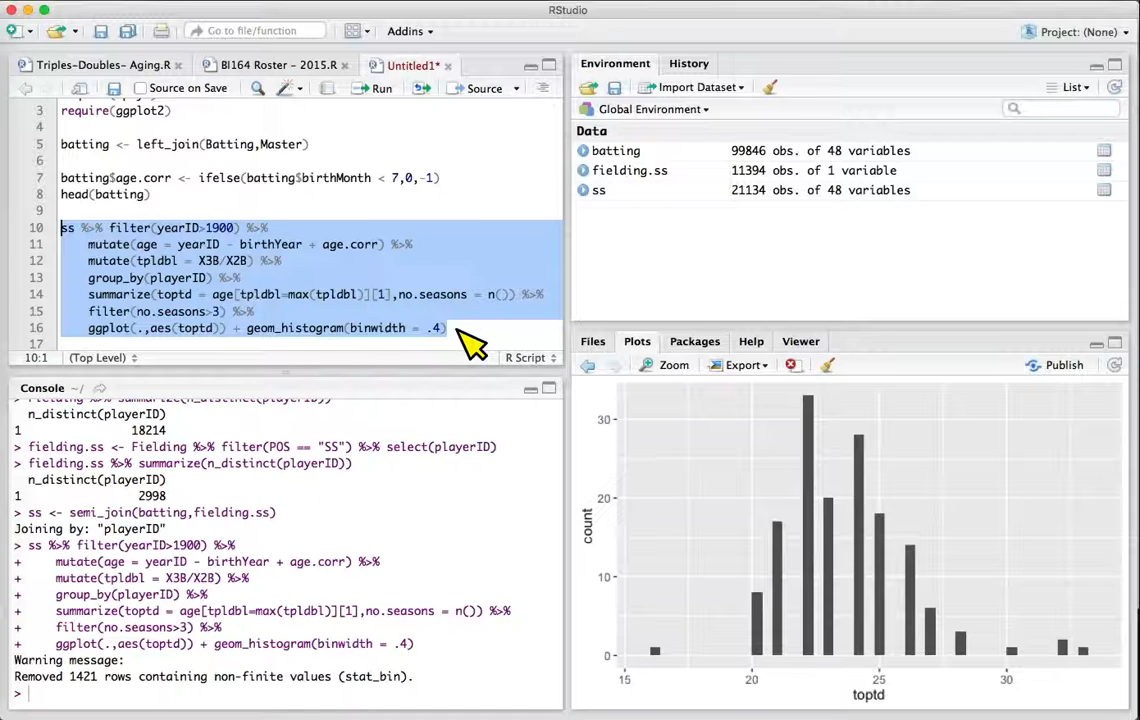 RStudio
Go to file/function
Addins
Project: (None)
Triples-Doubles- Aging.R
BI164 Roster - 2015.R
Untitled1*
Source on Save
Run
Source
3 require(ggplot2)
4
5 batting <- left_join(Batting,Master)
6
7 batting$age.corr <- ifelse(batting$birthMonth < 7,0,-1)
8 head(batting)
9
10 ss %>% filter(yearID>1900) %>%
11 mutate(age = yearID - birthYear + age.corr) %>%
12 mutate(tpldbl = X3B/X2B) %>%
13 group_by(playerID) %>%
14 summarize(toptd = age[tpldbl=max(tpldbl)][1],no.seasons = n()) %>%
15 filter(no.seasons>3) %>%
16 ggplot(.,aes(toptd)) + geom_histogram(binwidth = .4)
17
10:1 (Top Level) R Script
Console ~/
n_distinct(playerID)
1 18214
> fielding.ss <- Fielding %>% filter(POS == "SS") %>% select(playerID)
> fielding.ss %>% summarize(n_distinct(playerID))
n_distinct(playerID)
1 2998
> ss <- semi_join(batting,fielding.ss)
Joining by: "playerID"
> ss %>% filter(yearID>1900) %>%
+ mutate(age = yearID - birthYear + age.corr) %>%
+ mutate(tpldbl = X3B/X2B) %>%
+ group_by(playerID) %>%
+ summarize(toptd = age[tpldbl=max(tpldbl)][1],no.seasons = n()) %>%
+ filter(no.seasons>3) %>%
+ ggplot(.,aes(toptd)) + geom_histogram(binwidth = .4)
Warning message:
Removed 1421 rows containing non-finite values (stat_bin).
>
Environment History
Import Dataset List
Global Environment
Data
batting 99846 obs. of 48 variables
fielding.ss 11394 obs. of 1 variable
ss 21134 obs. of 48 variables
Files Plots Packages Help Viewer
Zoom Export Publish
30
20
10
0
count
15 20 25 30
toptd